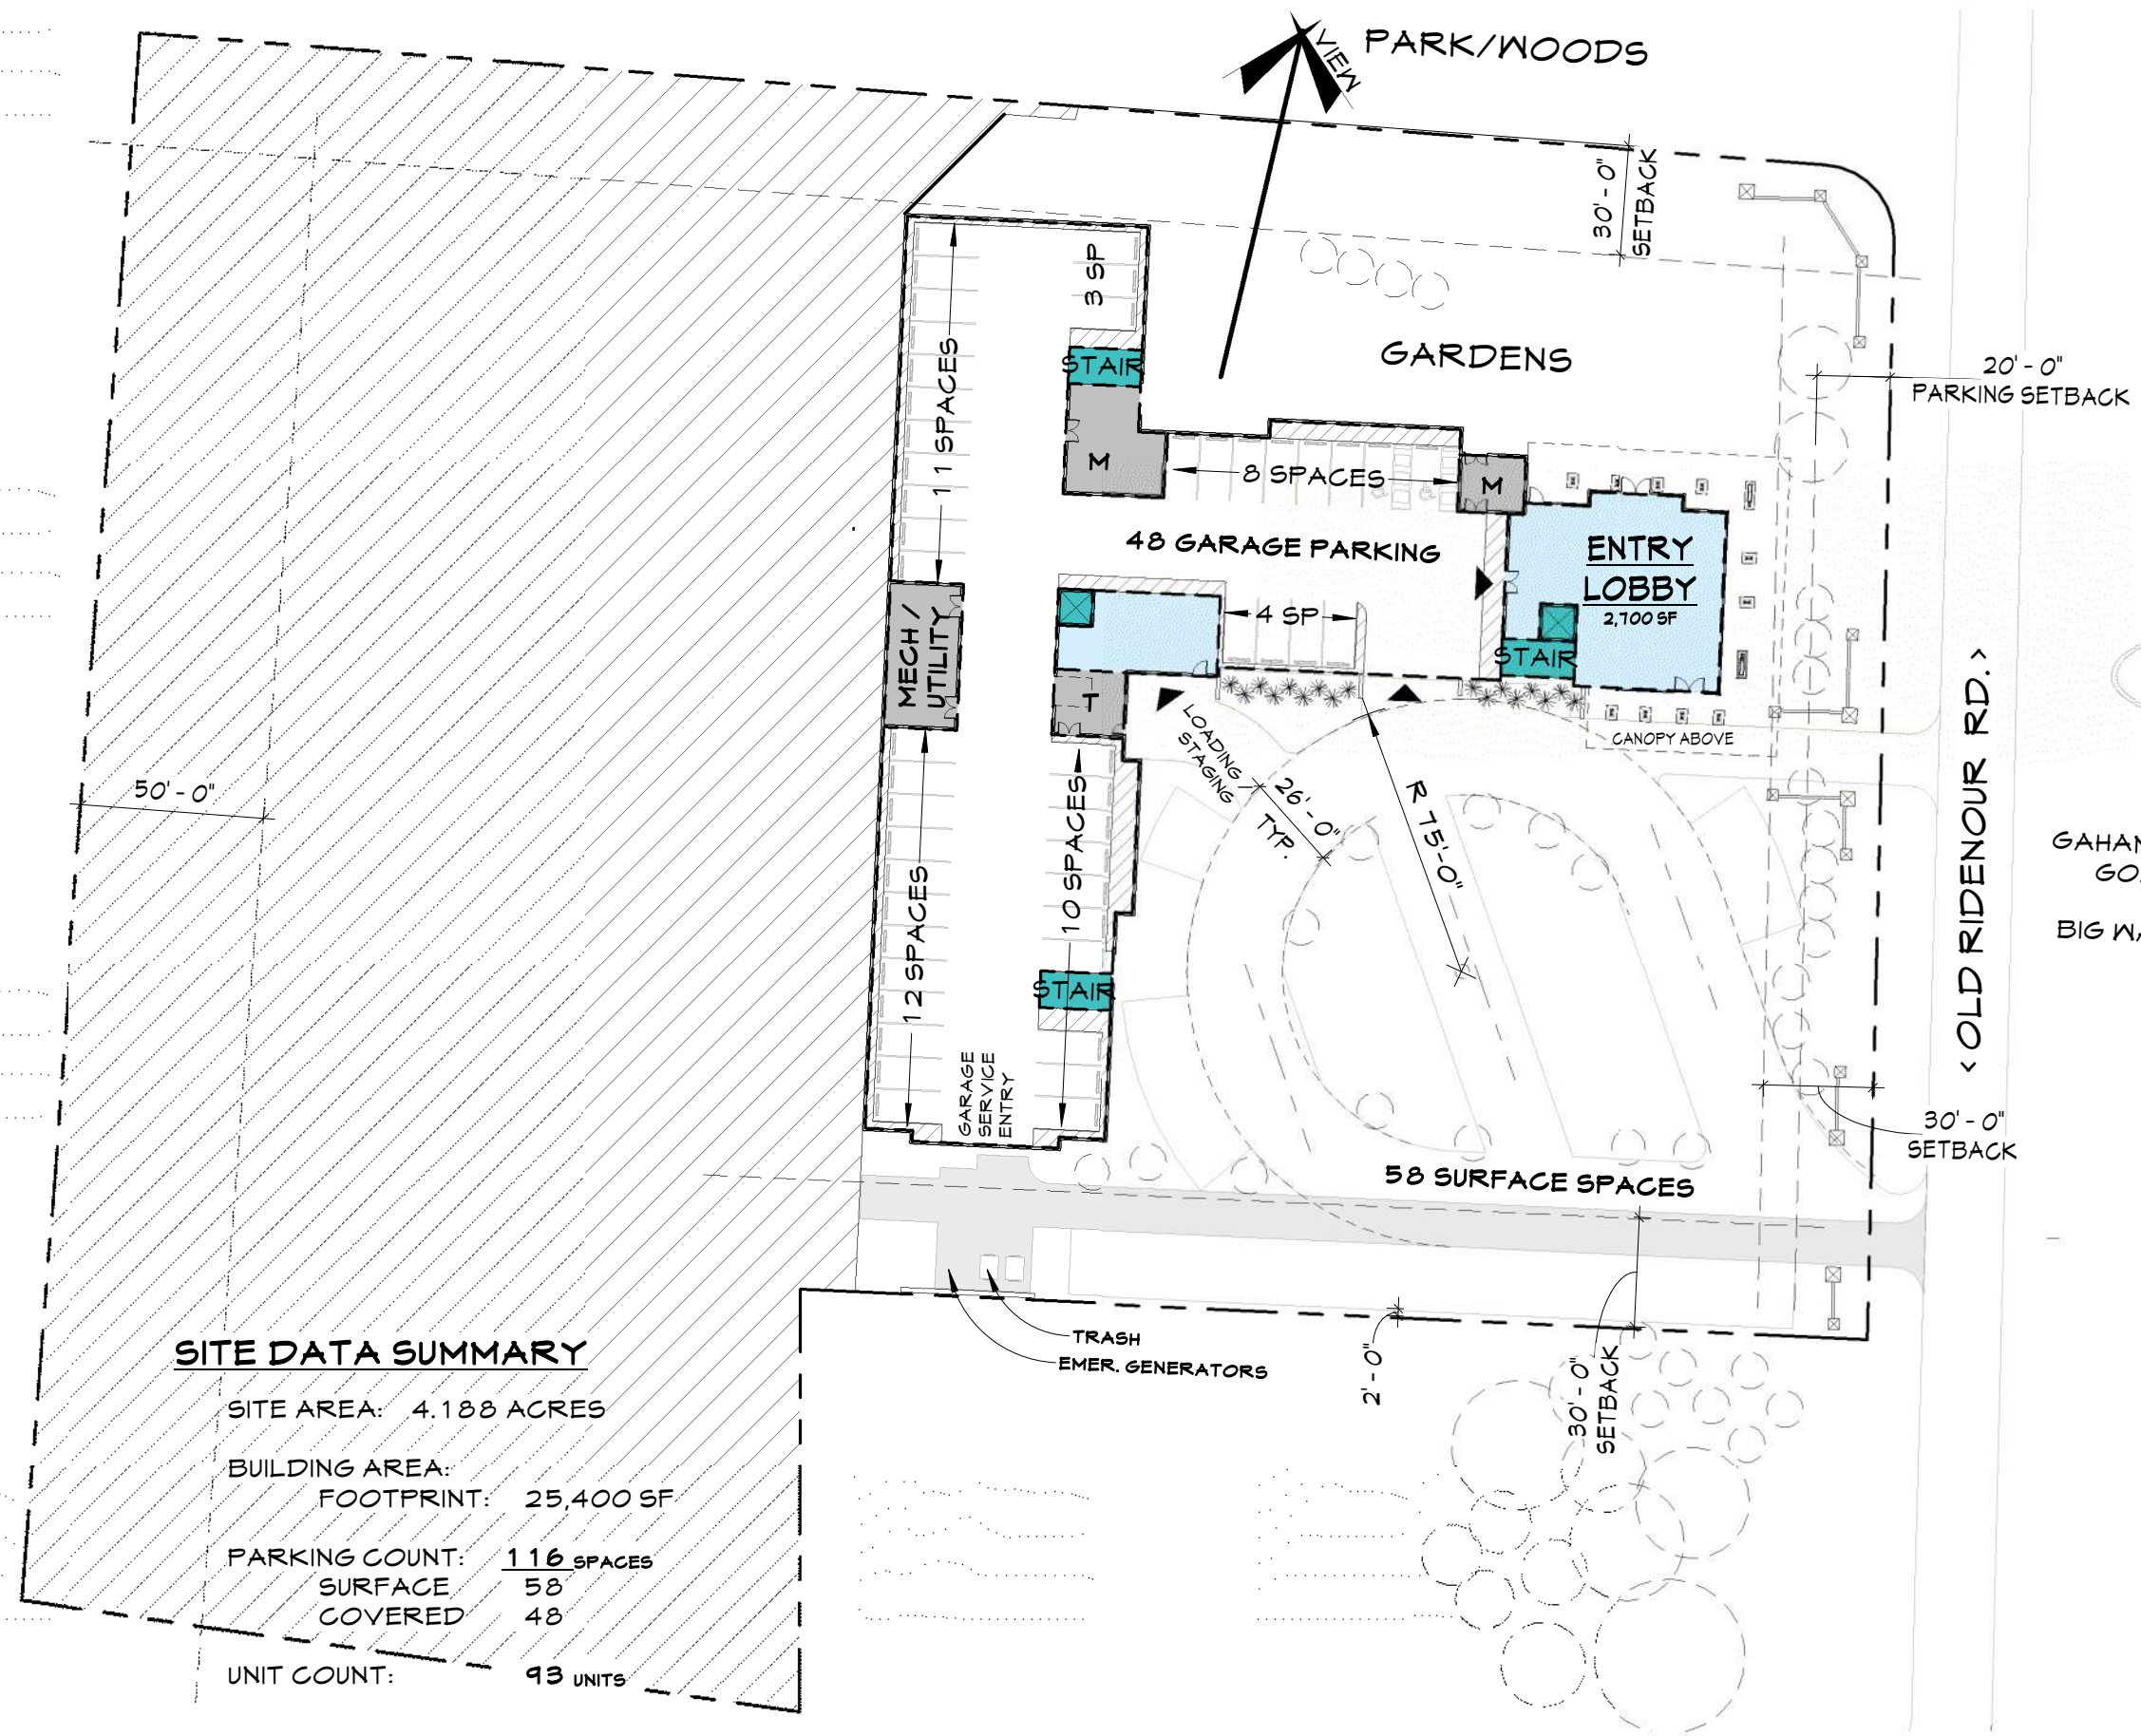 PARK/WOODS
VIEW
30' - 0"
SETBACK
3 SP
STAIR
11 SPACES
GARDENS
20' - 0"
PARKING SETBACK
M
8 SPACES
M
48 GARAGE PARKING
ENTRY
LOBBY
2,700 SF
4 SP
STAIR
MECH /
UTILITY
T
LOADING /
STAGING
CANOPY ABOVE
<OLD RIDENOUR RD.>
50' - 0"
26' - 0"
TYP.
R 75'-0"
10 SPACES
12 SPACES
STAIR
GARAGE
SERVICE
ENTRY
GAHAN
GO
BIG WA
30' - 0"
SETBACK
58 SURFACE SPACES
TRASH
EMER. GENERATORS
2' - 0"
30' - 0"
SETBACK
SITE DATA SUMMARY
SITE AREA: 4.188 ACRES
BUILDING AREA:
FOOTPRINT: 25,400 SF
PARKING COUNT: 116 SPACES
SURFACE 58
COVERED 48
UNIT COUNT: 93 UNITS